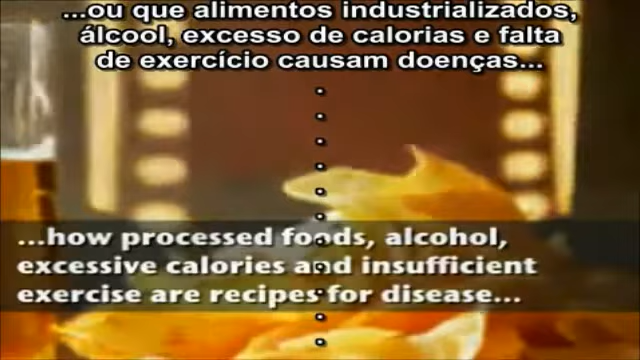 ...ou que alimentos industrializados,
álcool, excesso de calorias e falta
de exercício causam doenças...
...how processed foods, alcohol,
excessive calories and insufficient
exercise are recipes for disease...